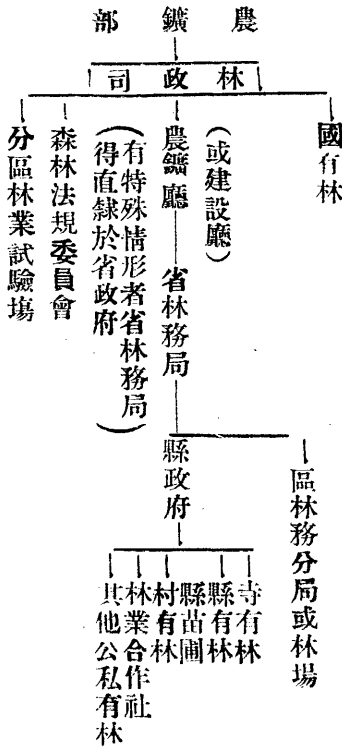 農鑛部
林政司
國有林
(或建設廳)
農鑛廳
(有特殊情形者省林務局
得直隸於省政府)
森林法規委員會
分區林業試驗塲
省林務局
區林務分局或林塲
縣政府
寺有林
縣有林
縣苗圃
村有林
林業合作社
其他公私有林